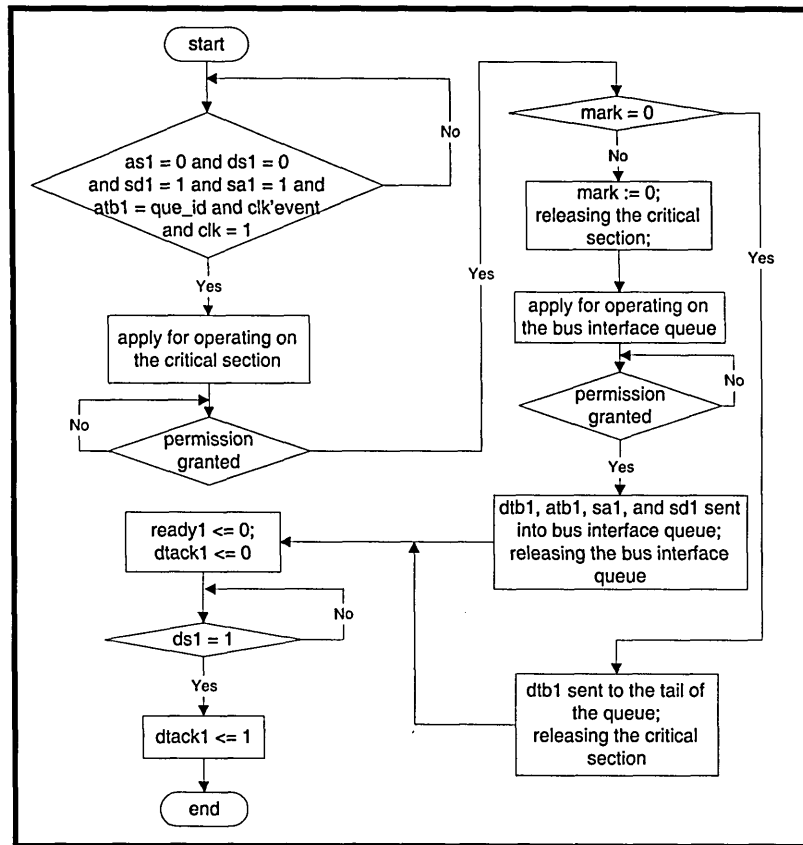 start
No
as1 = 0 and ds1 = 0
and sd1 = 1 and sa1 = 1 and
atb1 = que_id and clk'event
and clk = 1
Yes
apply for operating on
the critical section
No
permission
granted
Yes
mark = 0
No
mark := 0;
releasing the critical
section;
apply for operating on
the bus interface queue
No
permission
granted
Yes
dtb1, atb1, sa1, and sd1 sent
into bus interface queue;
releasing the bus interface
queue
dtb1 sent to the tail of
the queue;
releasing the critical
section
ready1 <= 0;
dtack1 <= 0
No
ds1 = 1
Yes
dtack1 <= 1
end